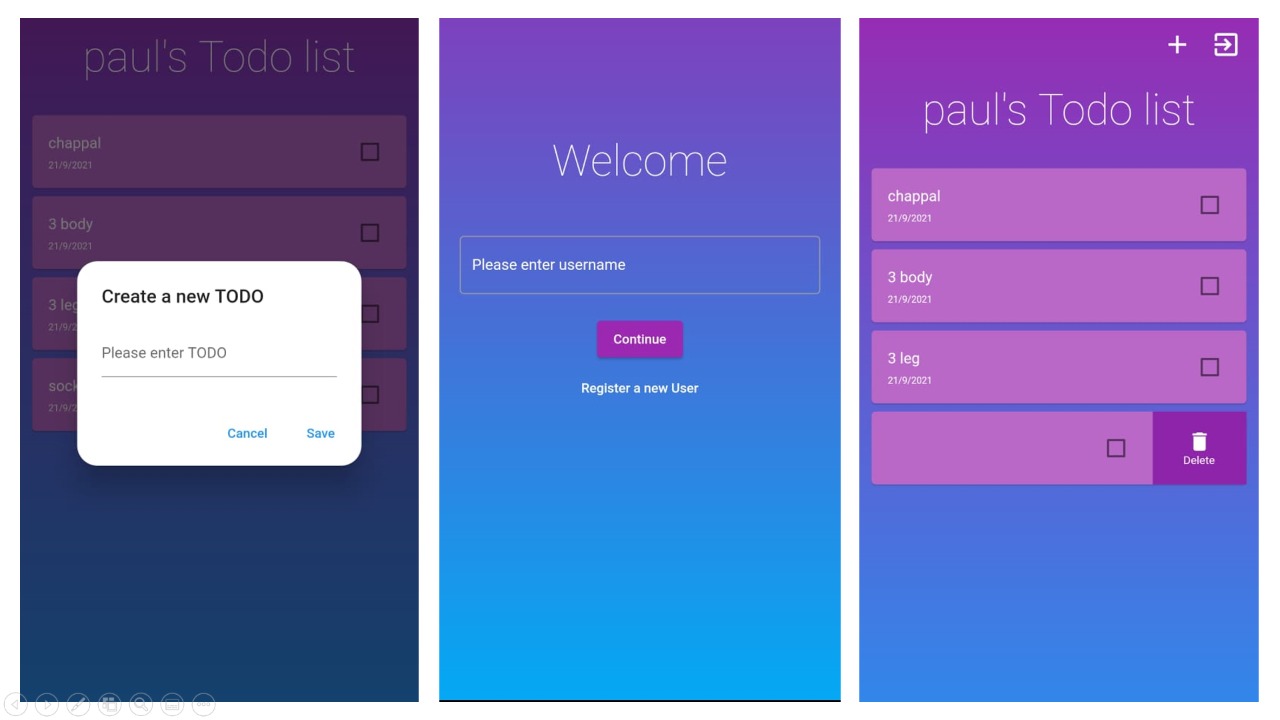 paul's Todo list
chappal
21/9/2021
3 body
21/9/2021
3 leg
21/9/2
sock
21/9/2
Create a new TODO
Please enter TODO
Cancel Save
Welcome
Please enter username
Continue
Register a new User
paul's Todo list
chappal
21/9/2021
3 body
21/9/2021
3 leg
21/9/2021
Delete